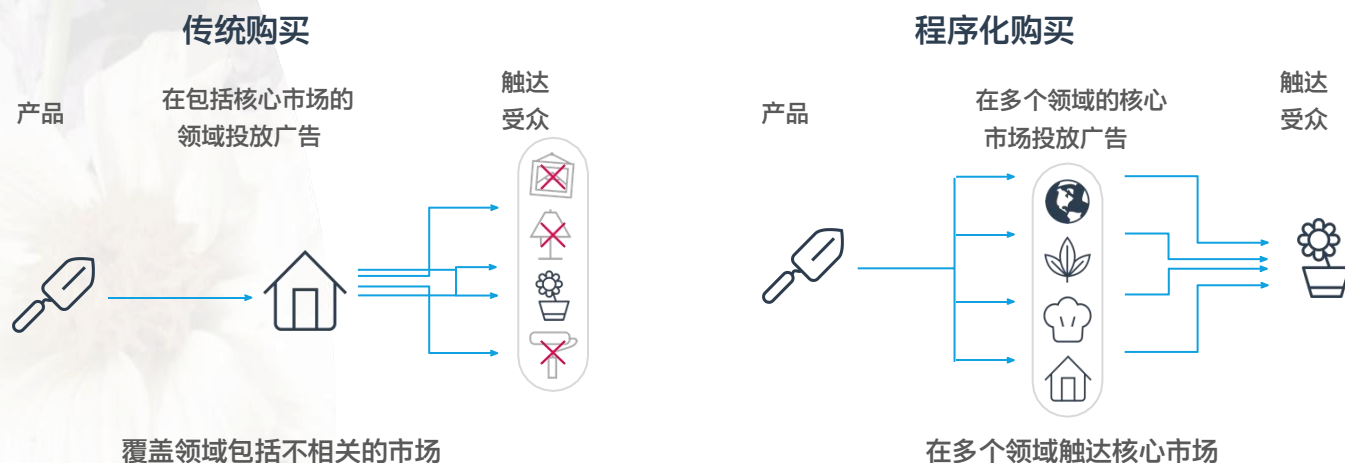 传统购买
产品
在包括核心市场的
领域投放广告
触达
受众
覆盖领域包括不相关的市场
程序化购买
产品
在多个领域的核心
市场投放广告
触达
受众
在多个领域触达核心市场